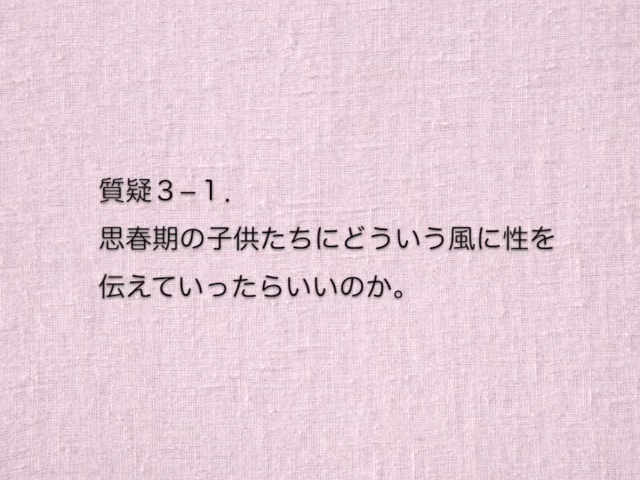 質疑３－１．
思春期の子供たちにどういう風に性を
伝えていったらいいのか。